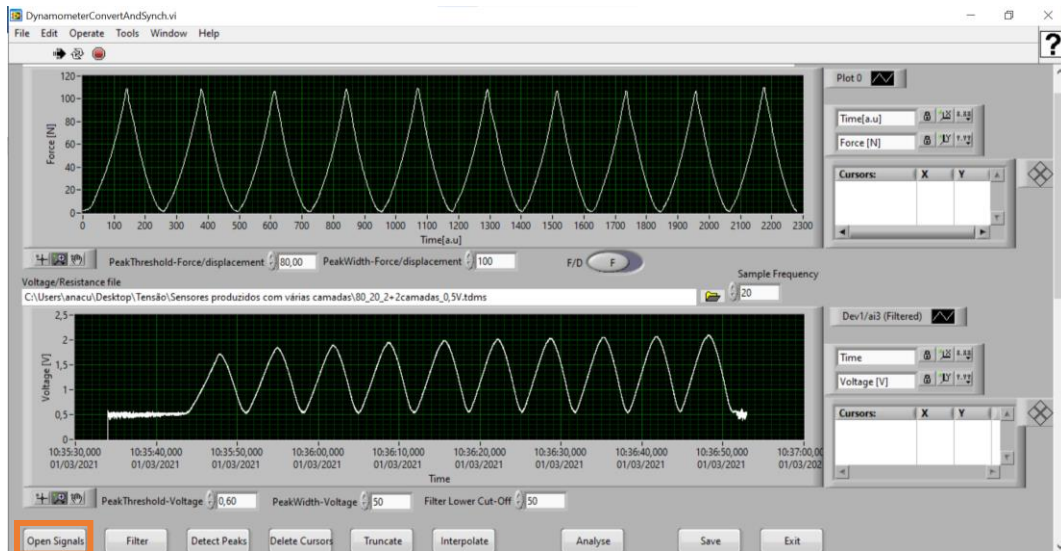 DynamometerConvertAndSynch.vi
File Edit Operate Tools Window Help
?
120
100
80
60
40
20
0
Force [N]
0 100 200 300 400 500 600 700 800 900 1000 1100 1200 1300 1400 1500 1600 1700 1800 1900 2000 2100 2200 2300
Time[a.u]
Plot 0
Time[a.u]
Force [N]
Cursors: X Y
PeakThreshold-Force/displacement 80,00 PeakWidth-Force/displacement 100 F/D F
Sample Frequency
Voltage/Resistance file
C:\Users\anacu\Desktop\Tensão\Sensores produzidos com várias camadas\80_20_2+2camadas_0,5V.tdms 20
2,5
2
1,5
1
0,5
0
Voltage [V]
10:35:30,000 10:35:40,000 10:35:50,000 10:36:00,000 10:36:10,000 10:36:20,000 10:36:30,000 10:36:40,000 10:36:50,000 10:37:00,00
01/03/2021 01/03/2021 01/03/2021 01/03/2021 01/03/2021 01/03/2021 01/03/2021 01/03/2021 01/03/2021 01/03/202
Time
Dev1/ai3 (Filtered)
Time
Voltage [V]
Cursors: X Y
PeakThreshold-Voltage 0,60 PeakWidth-Voltage 50 Filter Lower Cut-Off 50
Open Signals Filter Detect Peaks Delete Cursors Truncate Interpolate Analyse Save Exit